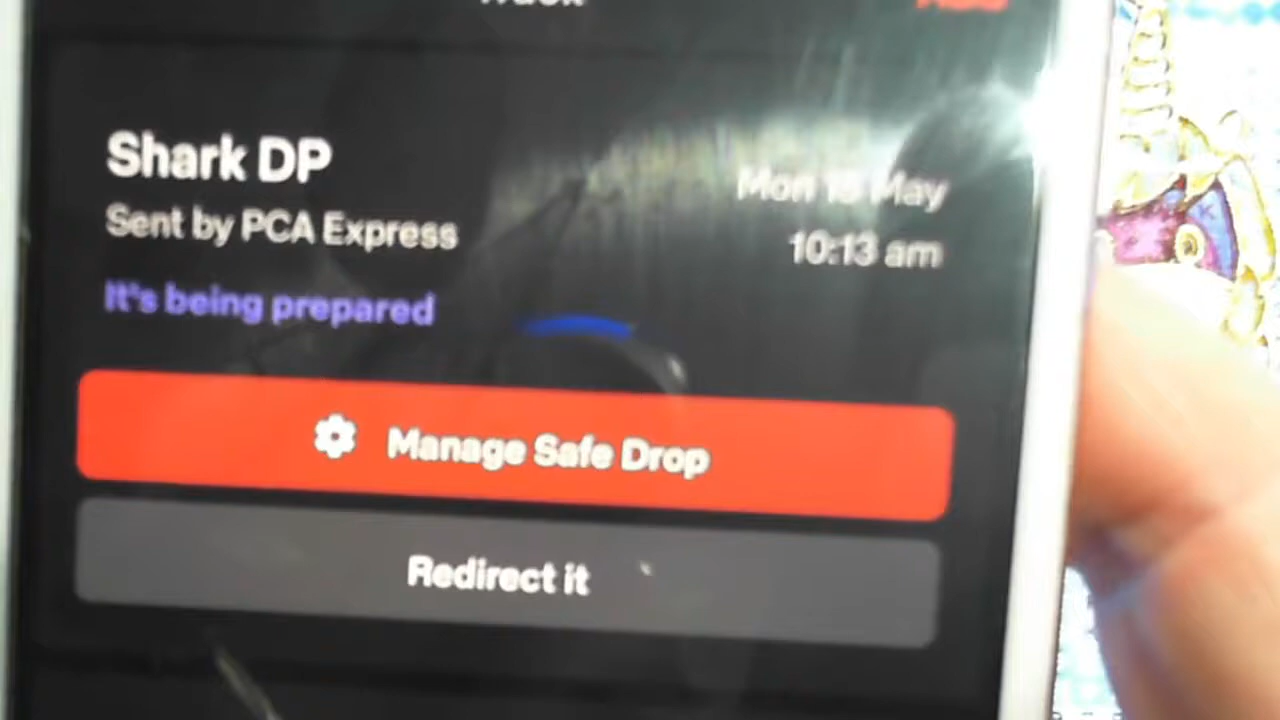 Track
Shark DP
Sent by PCA Express
It's being prepared
Mon May
10:13 am
Manage Safe Drop
Redirect it